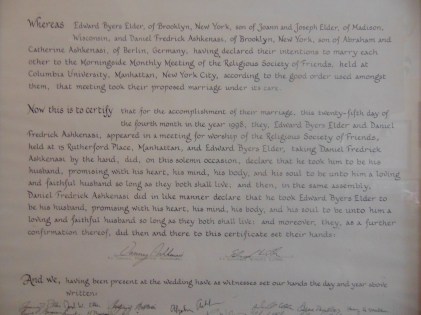 Whereas Edward Byers Elder, of Brooklyn, New York, son of Joann and Joseph Elder, of Madison,
Wisconsin, and Daniel Fredrick Ashkenasi, of Brooklyn, New York, son of Abraham and
Catherine Ashkenasi, of Berlin, Germany, having declared their intentions to marry each
other to the Morningside Monthly Meeting of the Religious Society of Friends, held at
Columbia University, Manhattan, New York City, according to the good order used amongst
them, that meeting took their proposed marriage under its care.
Now this is to certify that for the accomplishment of their marriage, this twenty-fifth day of
the fourth month in the year 1998, they, Edward Byers Elder and Daniel
Fredrick Ashkenasi, appeared in a meeting for worship of the Religious Society of Friends,
held at 15 Rutherford Place, Manhattan, and Edward Byers Elder, taking Daniel Fredrick
Ashkenasi by the hand, did, on this solemn occasion, declare that he took him to be his
husband, promising with his heart, his mind, his body, and his soul to be unto him a loving
and faithful husband so long as they both shall live; and then, in the same assembly,
Daniel Fredrick Ashkenasi did in like manner declare that he took Edward Byers Elder to
be his husband, promising with his heart, his mind, his body, and his soul to be unto him a
loving and faithful husband so long as they both shall live; and moreover, they, as a further
confirmation thereof, did then and there to this certificate set their hands:
And we, having been present at the wedding have as witnesses set our hands the day and year above
written: